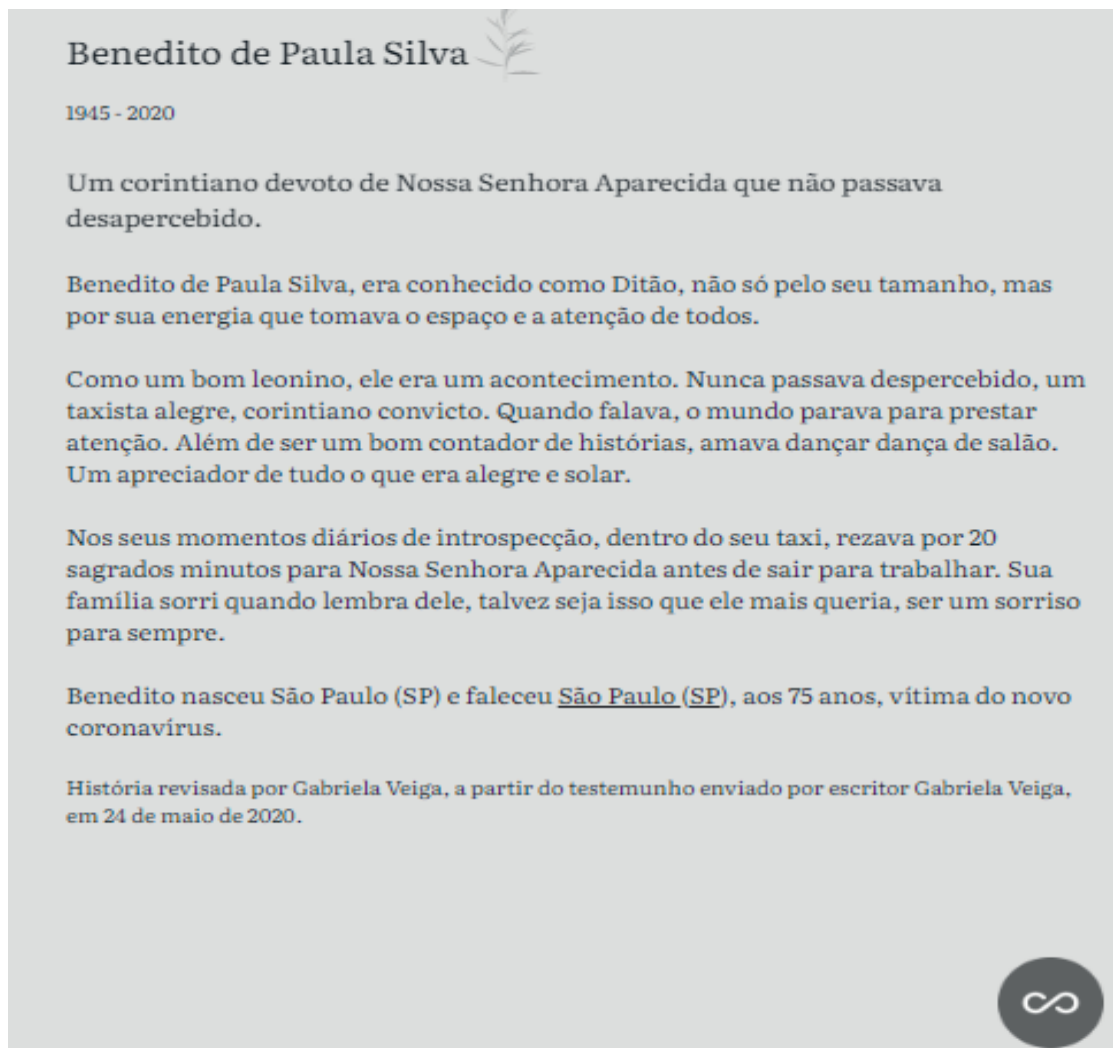 Benedito de Paula Silva
1945 - 2020
Um corintiano devoto de Nossa Senhora Aparecida que não passava
desapercebido.
Benedito de Paula Silva, era conhecido como Ditão, não só pelo seu tamanho, mas
por sua energia que tomava o espaço e a atenção de todos.
Como um bom leonino, ele era um acontecimento. Nunca passava despercebido, um
taxista alegre, corintiano convicto. Quando falava, o mundo parava para prestar
atenção. Além de ser um bom contador de histórias, amava dançar dança de salão.
Um apreciador de tudo o que era alegre e solar.
Nos seus momentos diários de introspecção, dentro do seu taxi, rezava por 20
sagrados minutos para Nossa Senhora Aparecida antes de sair para trabalhar. Sua
família sorri quando lembra dele, talvez seja isso que ele mais queria, ser um sorriso
para sempre.
Benedito nasceu São Paulo (SP) e faleceu São Paulo (SP), aos 75 anos, vítima do novo
coronavírus.
História revisada por Gabriela Veiga, a partir do testemunho enviado por escritor Gabriela Veiga,
em 24 de maio de 2020.